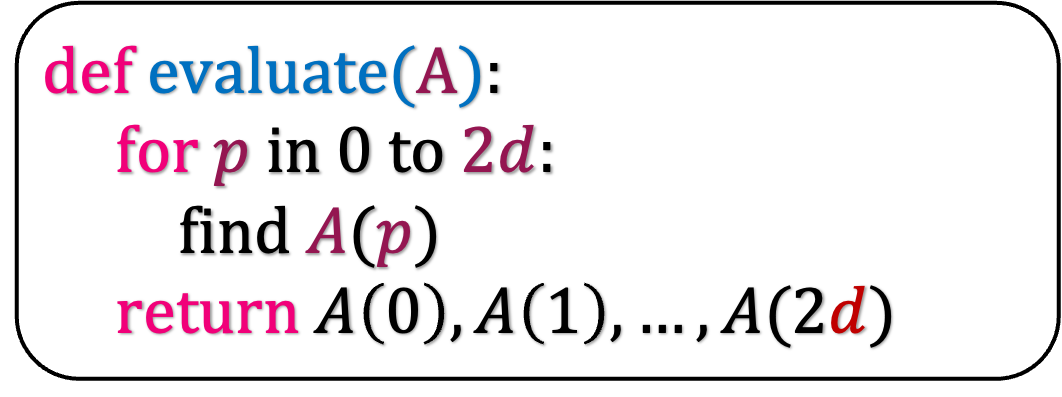 def evaluate(A):
for p in 0 to 2d:
find A(p)
return A(0), A(1), … , A(2d)